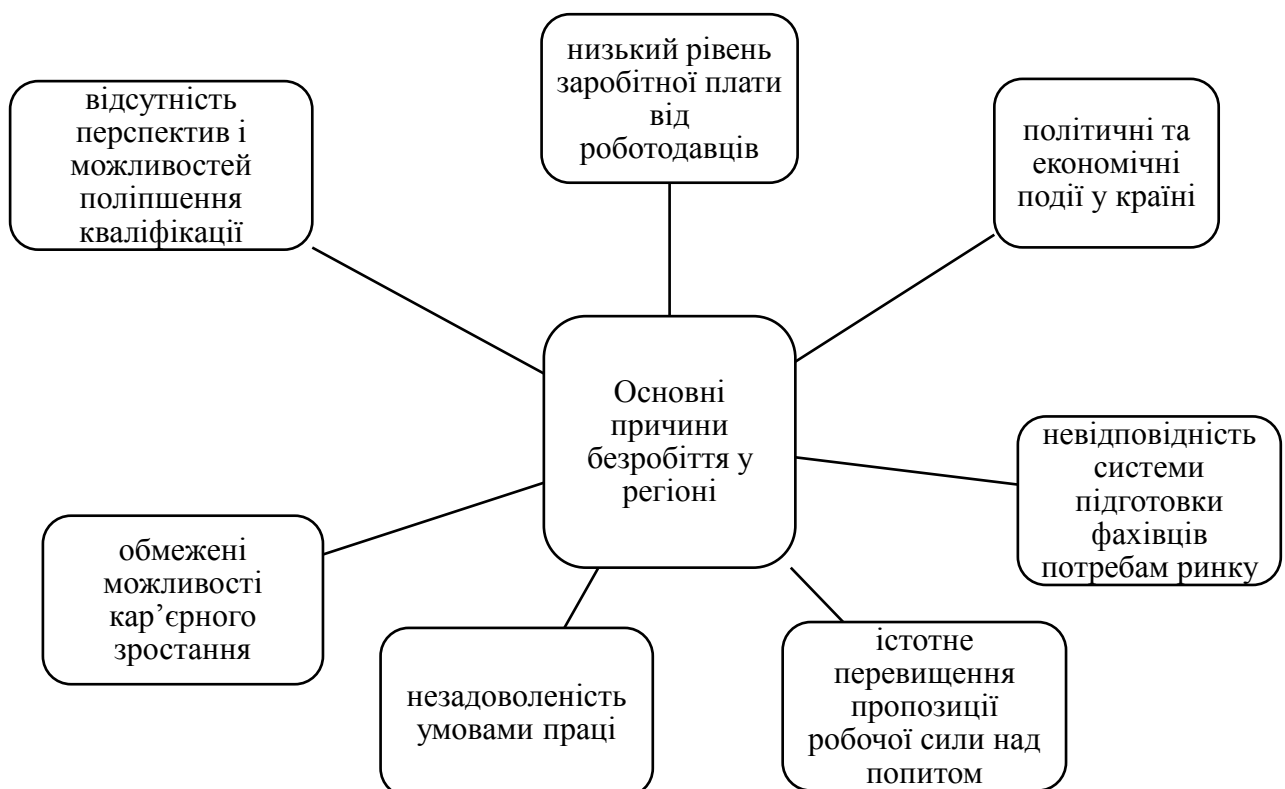 низький рівень
заробітної плати
від
роботодавців
відсутність
перспектив і
можливостей
поліпшення
кваліфікації
політичні та
економічні
події у країні
Основні
причини
безробіття у
регіоні
невідповідність
системи
підготовки
фахівців
потребам ринку
обмежені
можливості
кар’єрного
зростання
незадоволеність
умовами праці
істотне
перевищення
пропозиції
робочої сили над
попитом